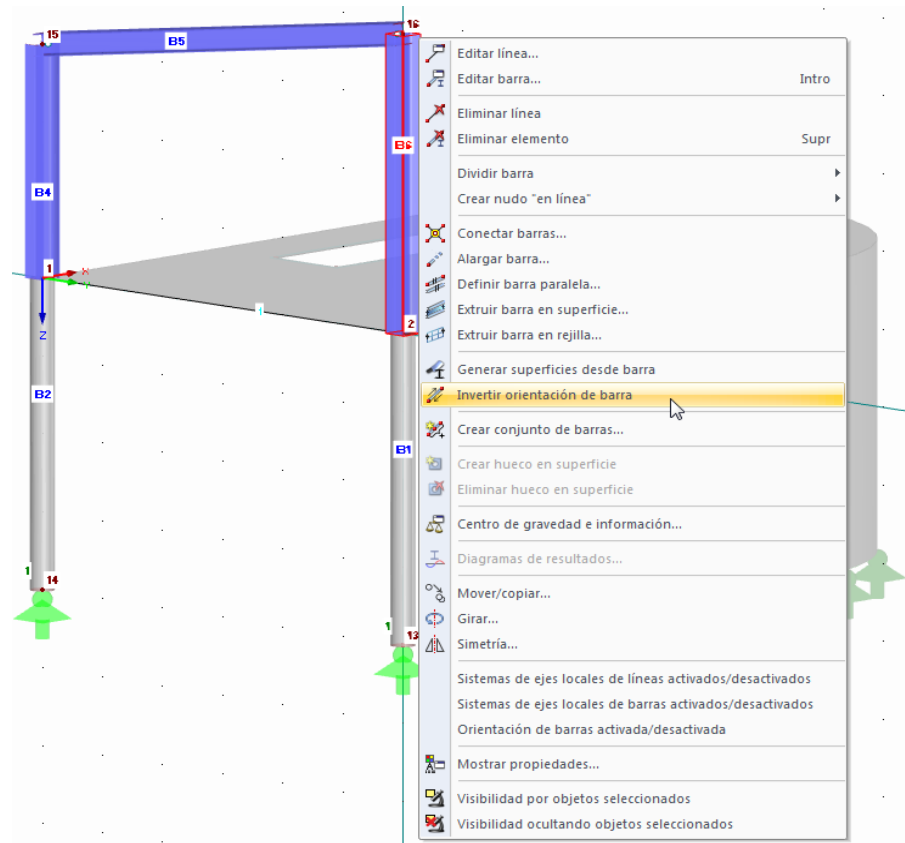 15
B5
16
B6
B4
1
X
Y
Z
1
2
B2
B1
1
14
1
13
Editar línea...
Editar barra... Intro
Eliminar línea
Eliminar elemento Supr
Dividir barra
Crear nudo "en línea"
Conectar barras...
Alargar barra...
Definir barra paralela...
Extruir barra en superficie...
Extruir barra en rejilla...
Generar superficies desde barra
Invertir orientación de barra
Crear conjunto de barras...
Crear hueco en superficie
Eliminar hueco en superficie
Centro de gravedad e información...
Diagramas de resultados...
Mover/copiar...
Girar...
Simetría...
Sistemas de ejes locales de líneas activados/desactivados
Sistemas de ejes locales de barras activados/desactivados
Orientación de barras activada/desactivada
Mostrar propiedades...
Visibilidad por objetos seleccionados
Visibilidad ocultando objetos seleccionados